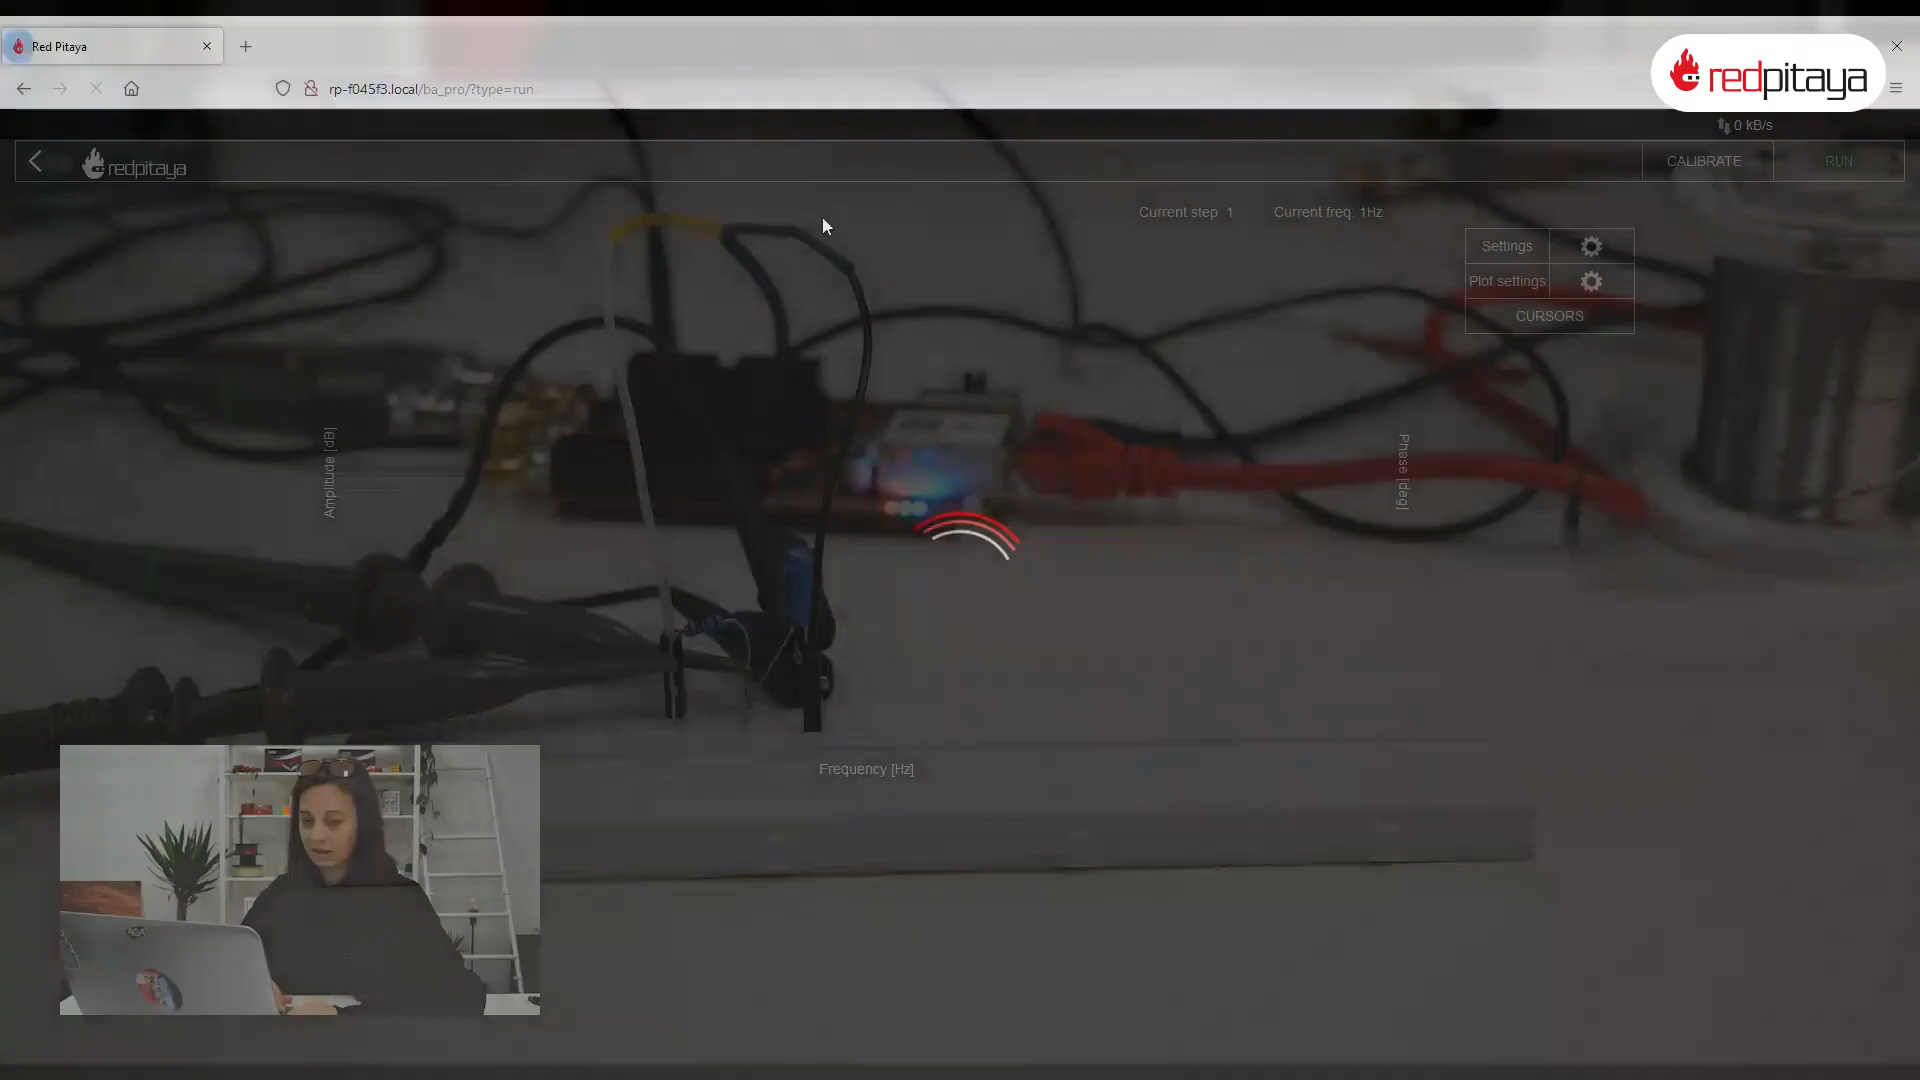 Red Pitaya
redpitaya
rp-f045f3.local/ba_pro/?type=run
0 kB/s
redpitaya
CALIBRATE
RUN
Current step: 1
Current freq: 1Hz
Settings
Plot settings
CURSORS
Amplitude [dB]
Phase [deg]
Frequency [Hz]